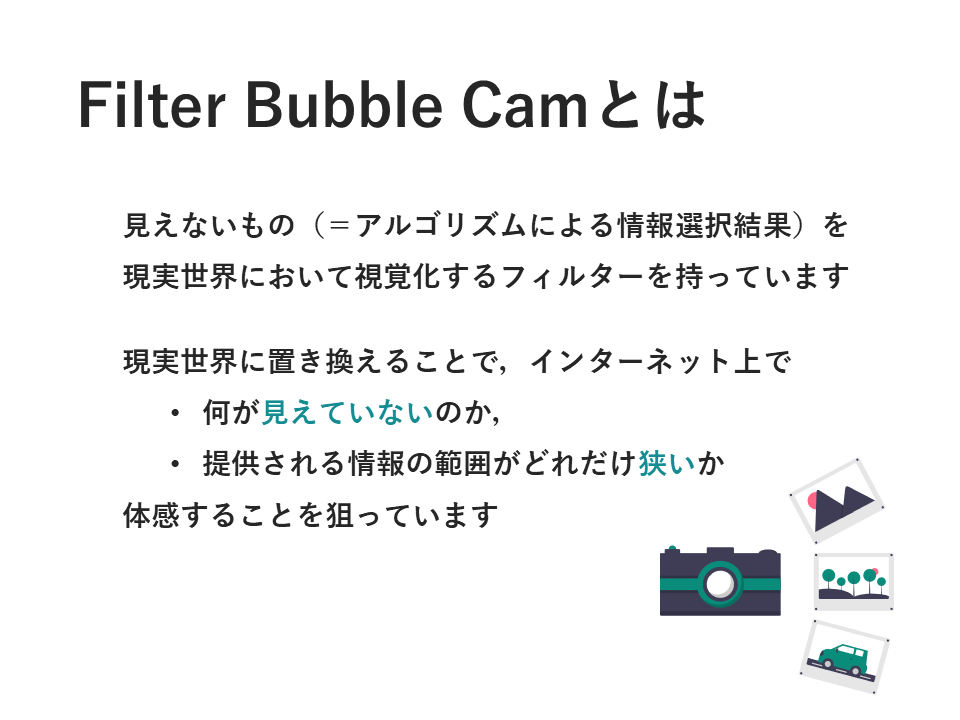 Filter Bubble Camとは
見えないもの（＝アルゴリズムによる情報選択結果）を
現実世界において視覚化するフィルターを持っています
現実世界に置き換えることで,インターネット上で
• 何が見えていないのか,
• 提供される情報の範囲がどれだけ狭いか
体感することを狙っています